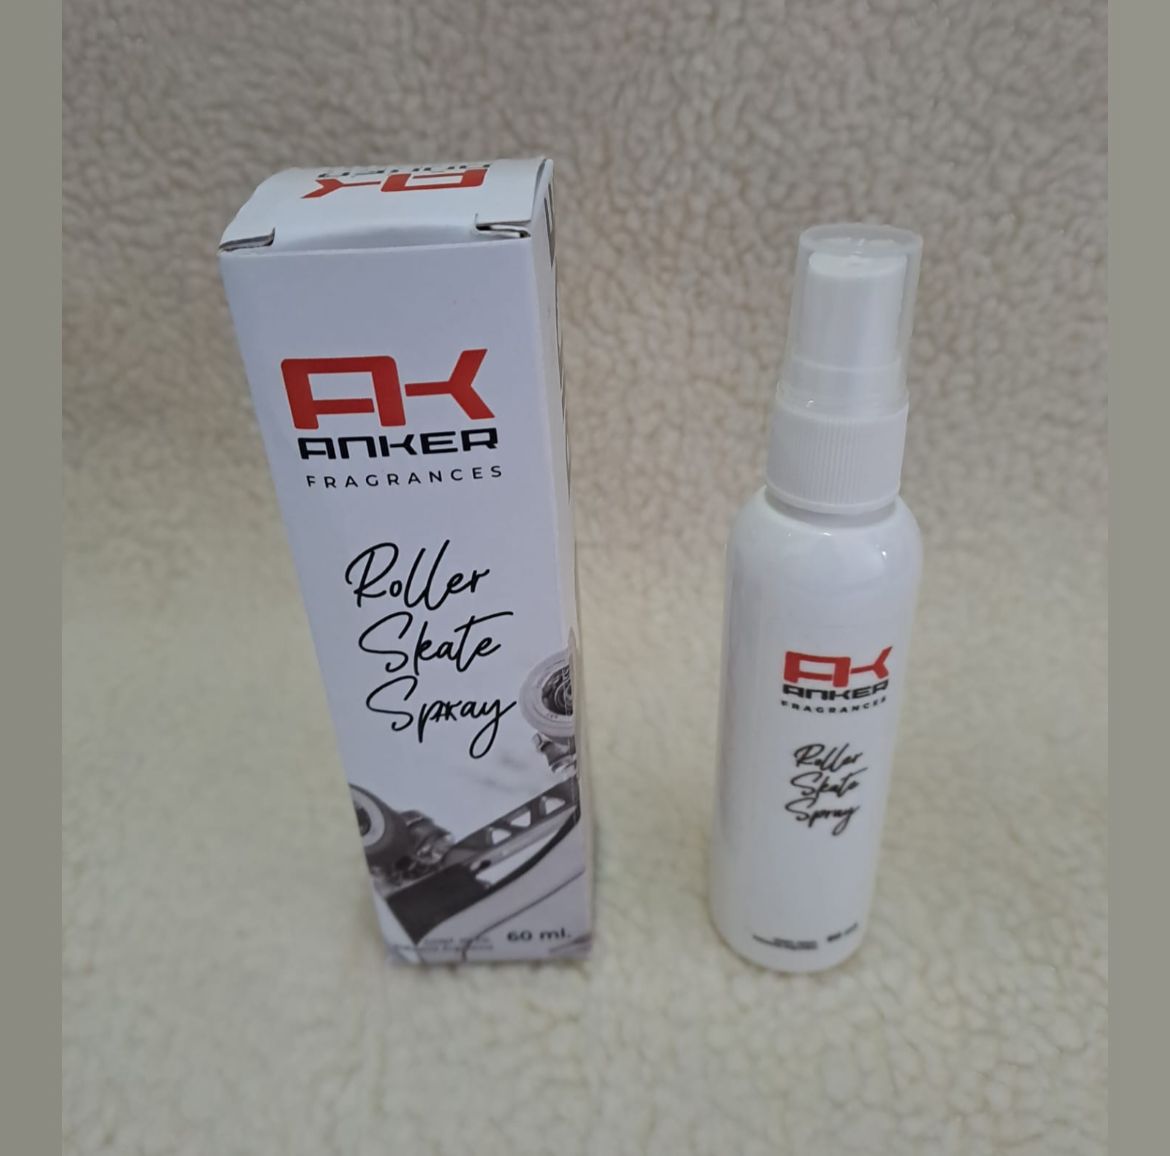 AK
ANKER
FRAGRANCES
Roller
Skate
Spray
60 ml.
AK
ANKER
FRAGRANCES
Roller
Skate
Spray